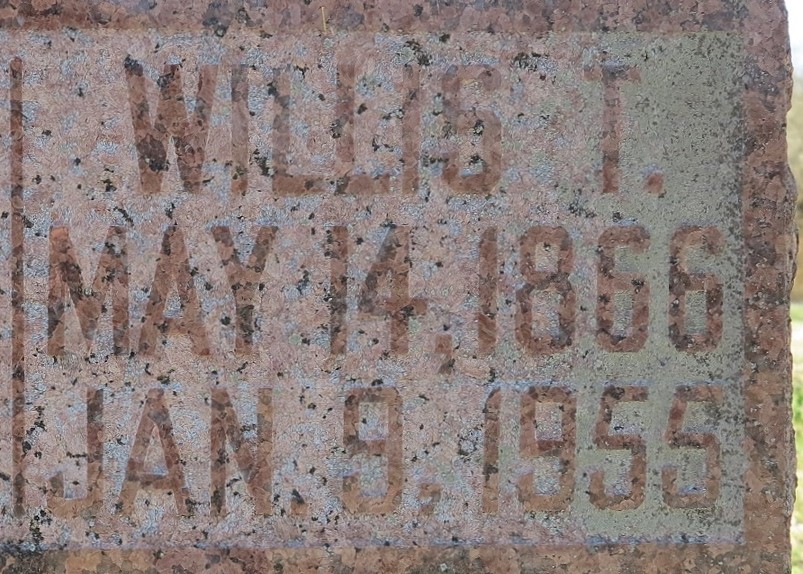 WILLIS T.
MAY 14, 1866
JAN. 9, 1955